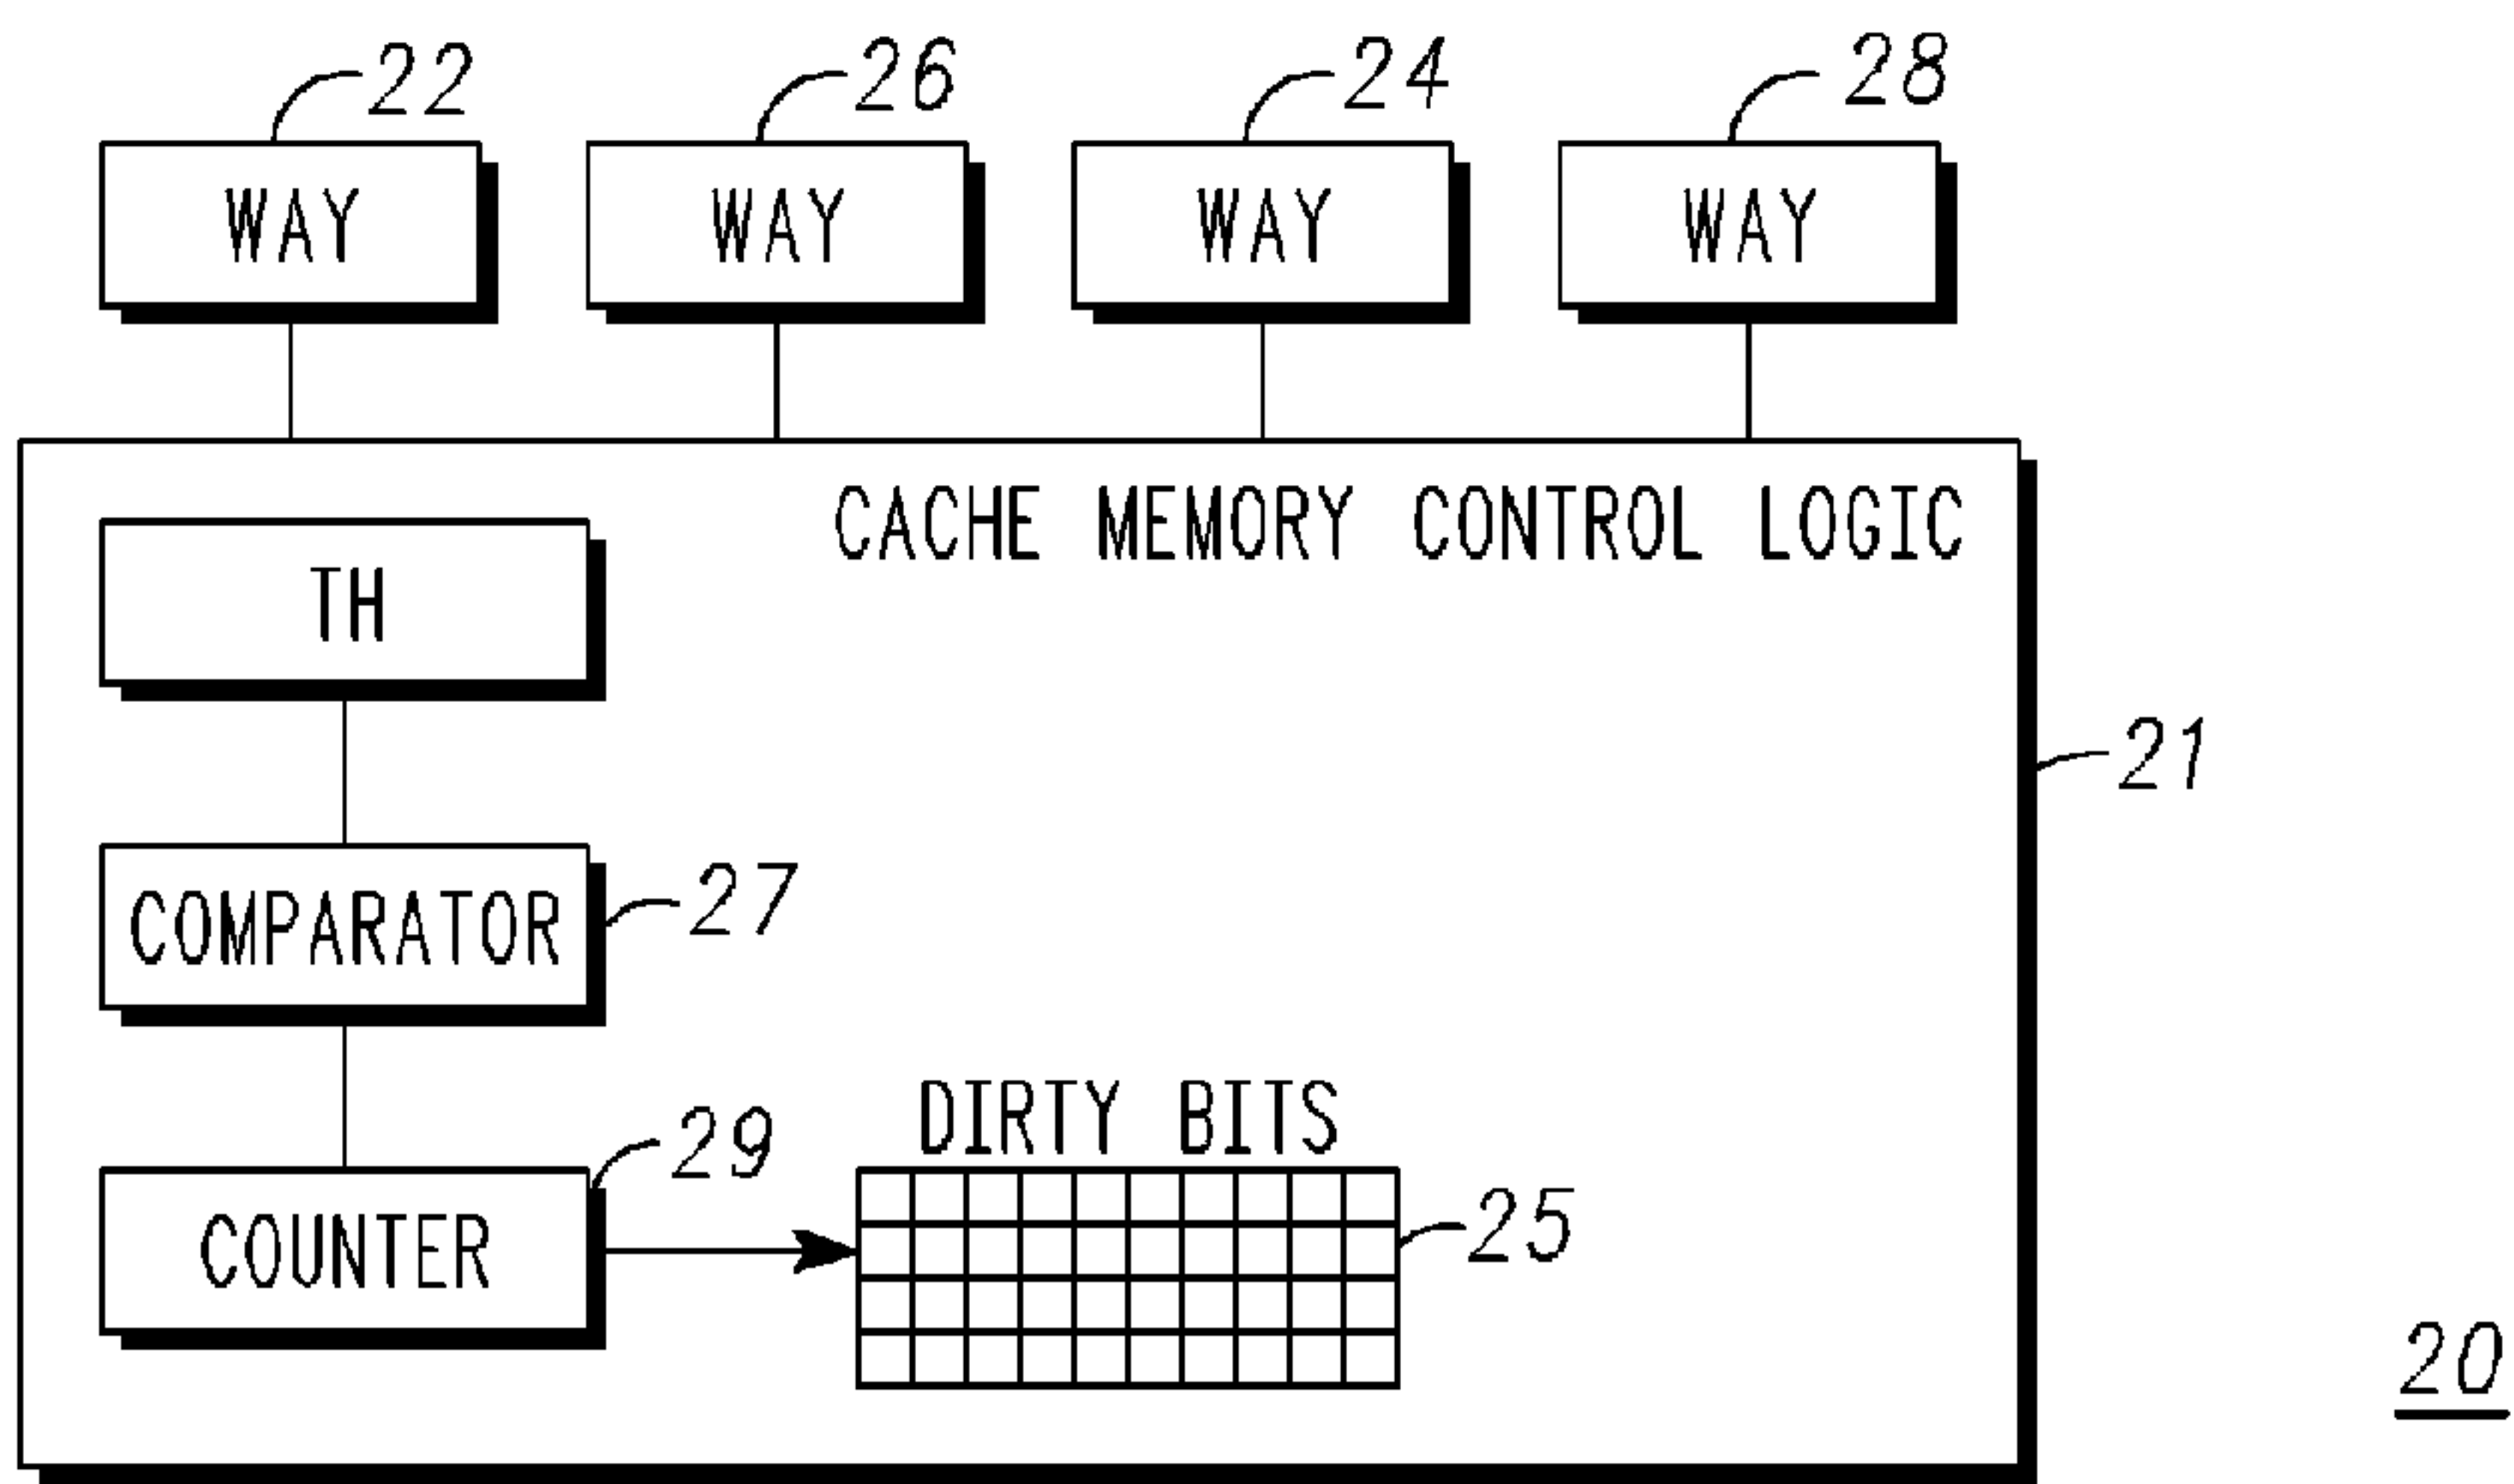 22 26 24 28
WAY WAY WAY WAY
CACHE MEMORY CONTROL LOGIC
TH
21
COMPARATOR 27
DIRTY BITS
29
COUNTER
25
20